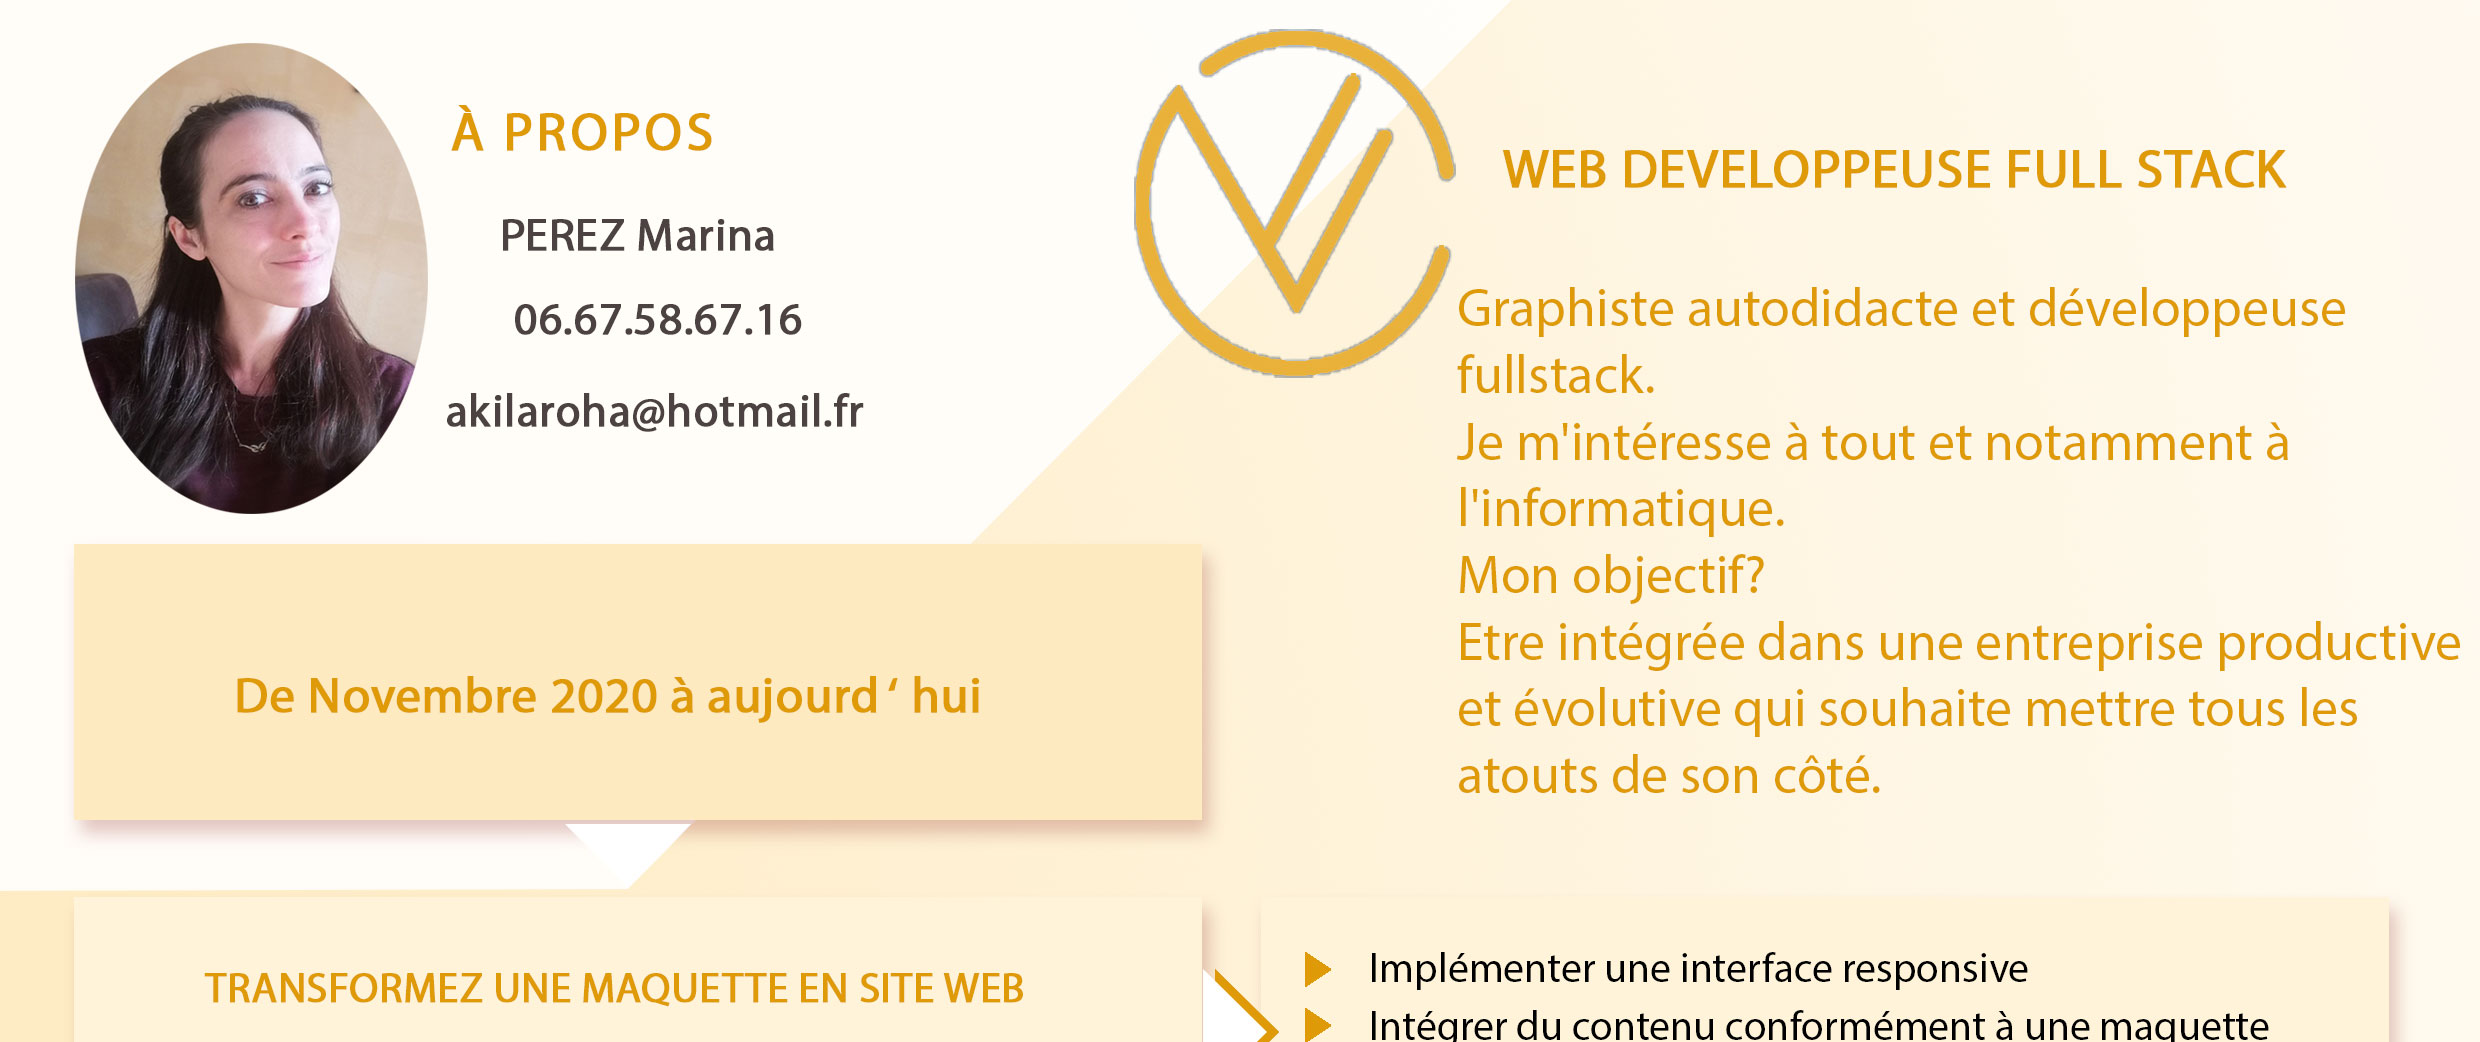 À PROPOS
PEREZ Marina
06.67.58.67.16
akilaroha@hotmail.fr
WEB DEVELOPPEUSE FULL STACK
Graphiste autodidacte et développeuse
fullstack.
Je m'intéresse à tout et notamment à
l'informatique.
Mon objectif?
Etre intégrée dans une entreprise productive
et évolutive qui souhaite mettre tous les
atouts de son côté.
De Novembre 2020 à aujourd ‘ hui
TRANSFORMEZ UNE MAQUETTE EN SITE WEB
Implémenter une interface responsive
Intégrer du contenu conformément à une maquette